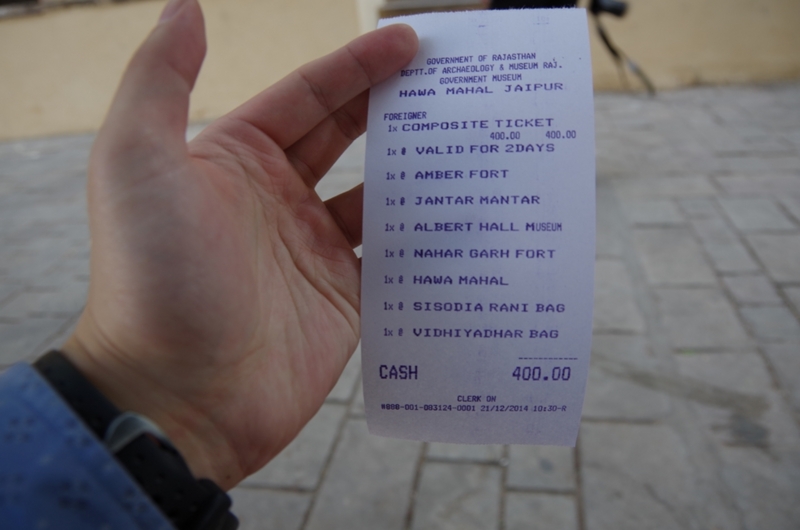 GOVERNMENT OF RAJASTHAN
DEPTT.OF ARCHAEOLOGY & MUSEUM RAJ.
GOVERNMENT MUSEUM
HAWA MAHAL JAIPUR
FOREIGNER
1x COMPOSITE TICKET
400.00 400.00
1x @ VALID FOR 2DAYS
1x @ AMBER FORT
1x @ JANTAR MANTAR
1x @ ALBERT HALL MUSEUM
1x @ NAHAR GARH FORT
1x @ HAWA MAHAL
1x @ SISODIA RANI BAG
1x @ VIDHIYADHAR BAG
CASH 400.00
CLERK 0H
21/12/2014 10:30-R